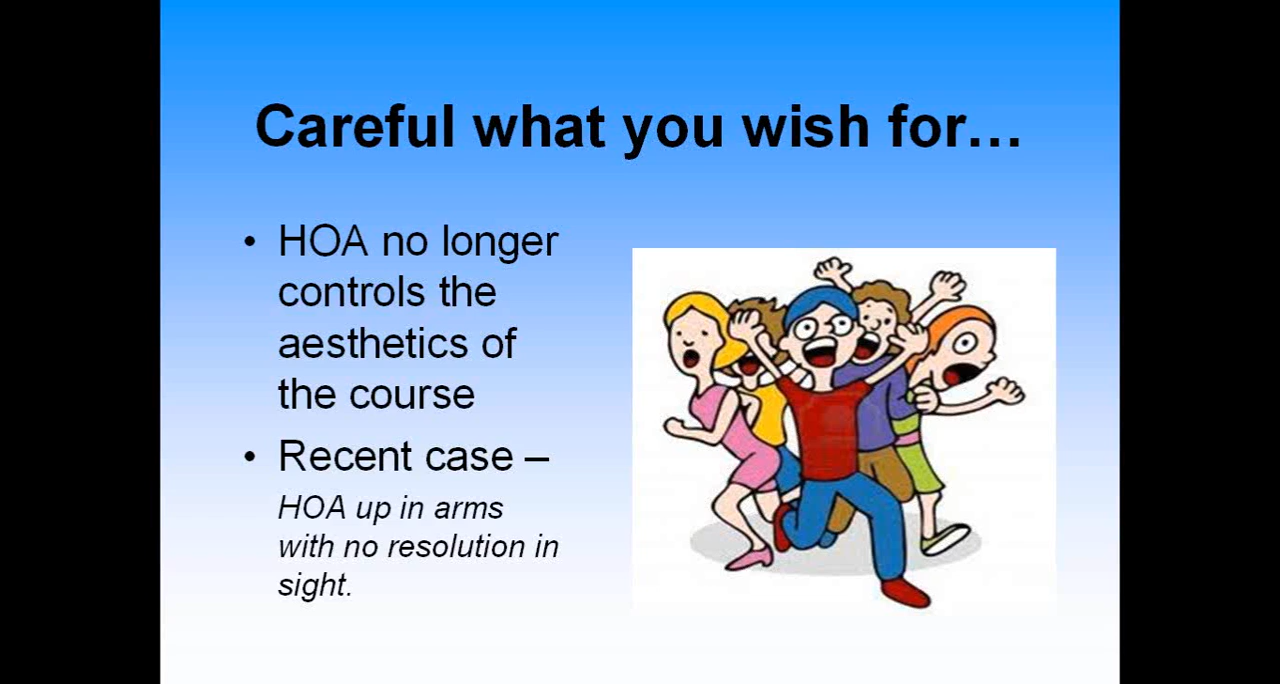 Careful what you wish for…
• HOA no longer
controls the
aesthetics of
the course
• Recent case –
HOA up in arms
with no resolution in
sight.